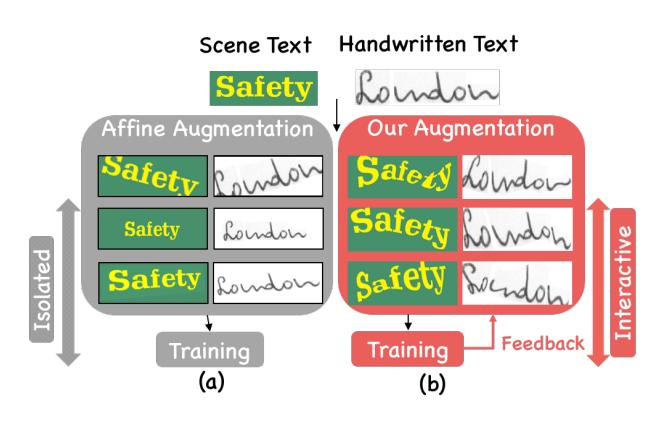 Scene Text Handwritten Text
Safety London
Affine Augmentation
Safety London
Safety London
Safety London
Isolated
Training
(a)
Our Augmentation
Safety London
Safety London
Safety London
Interactive
Training
Feedback
(b)